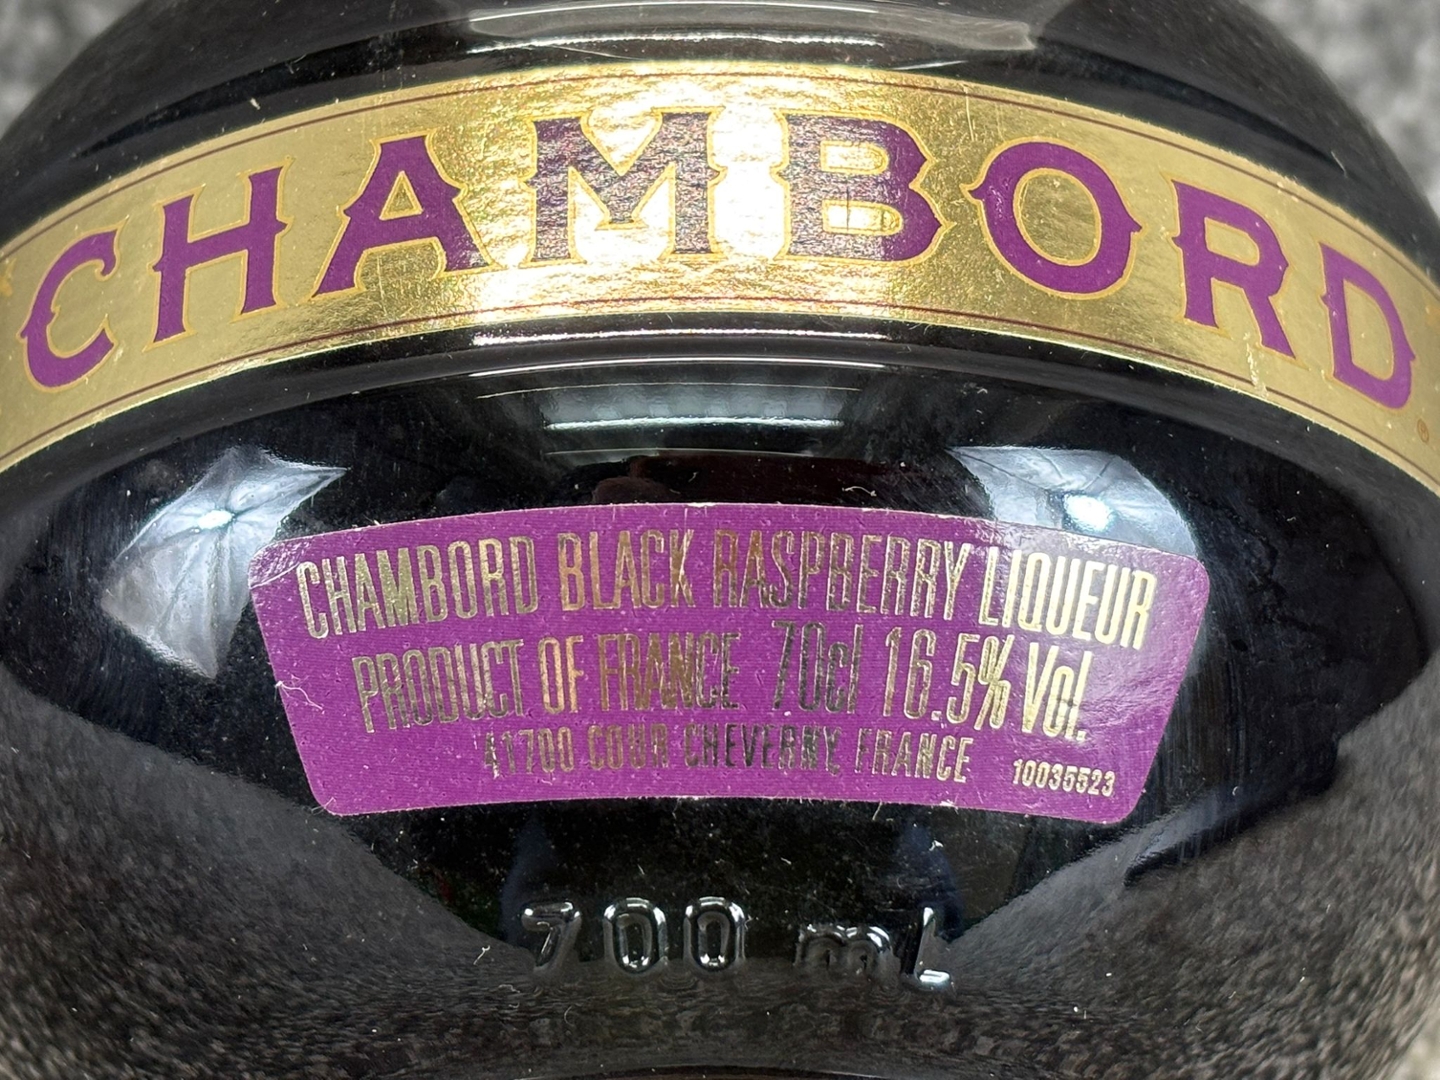 CHAMBORD
®
CHAMBORD BLACK RASPBERRY LIQUEUR
PRODUCT OF FRANCE 70cl 16.5% Vol.
41700 COUR CHEVERNY, FRANCE 10035523
700 mL